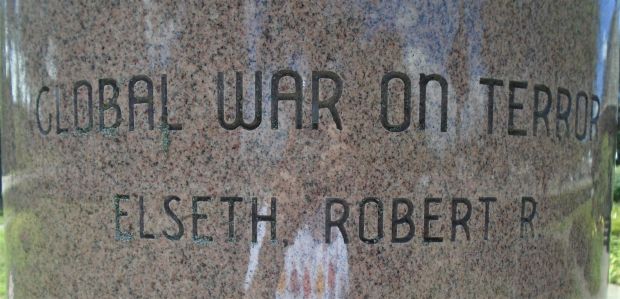 GLOBAL WAR ON TERROR
ELSETH, ROBERT R.